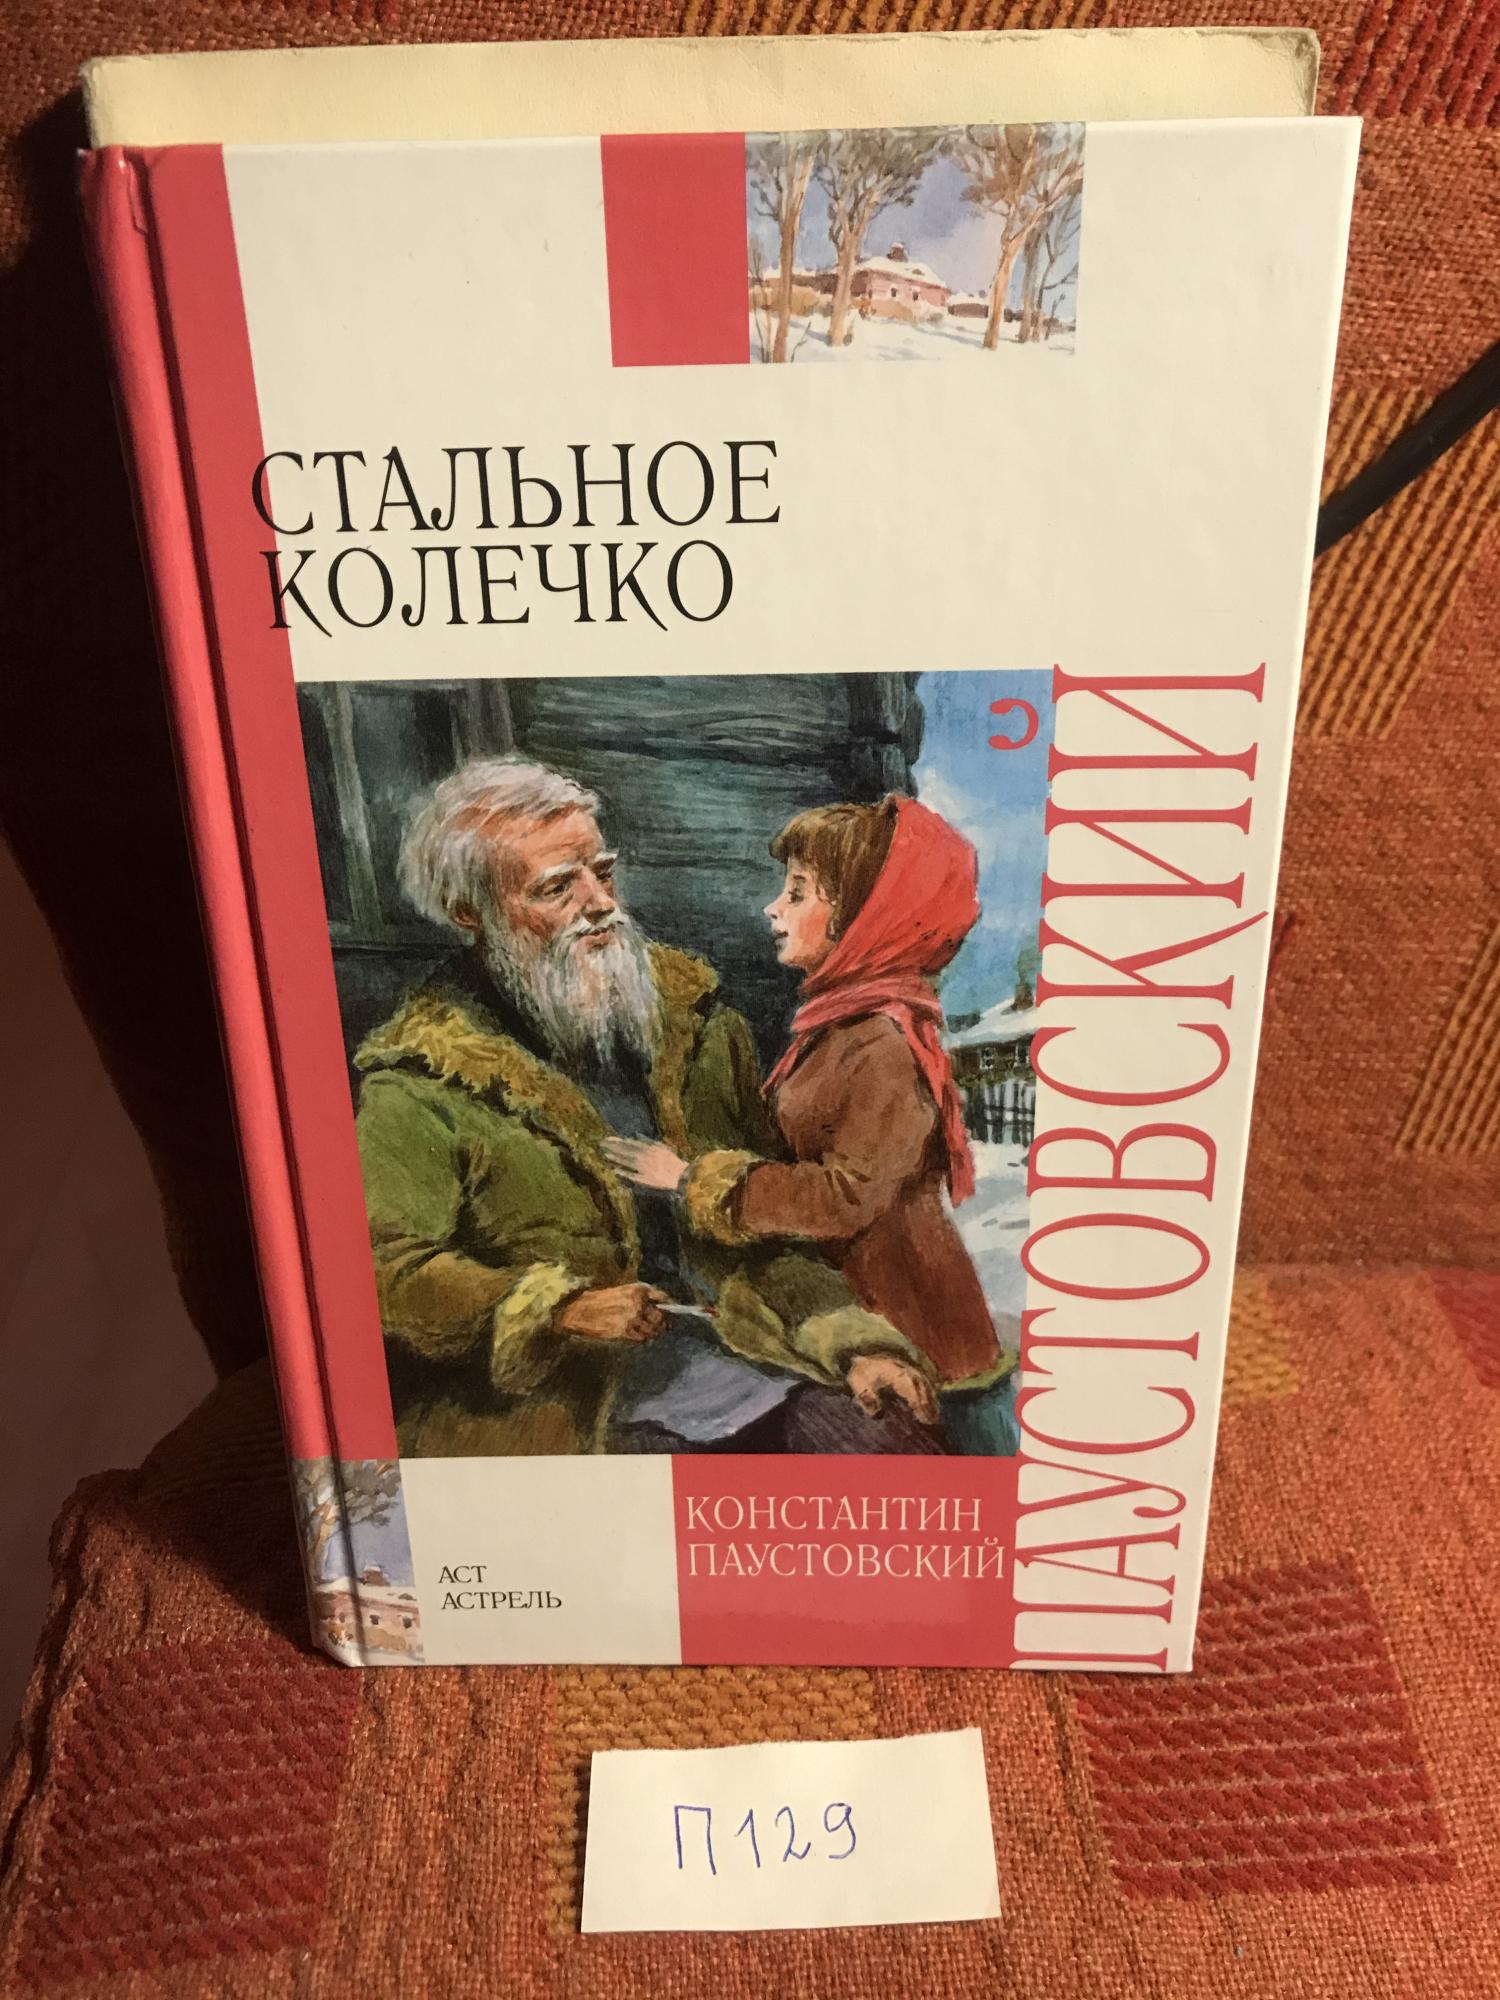 СТАЛЬНОЕ
КОЛЕЧКО
ПАУСТОВСКИЙ
КОНСТАНТИН
ПАУСТОВСКИЙ
АСТ
АСТРЕЛЬ
П129